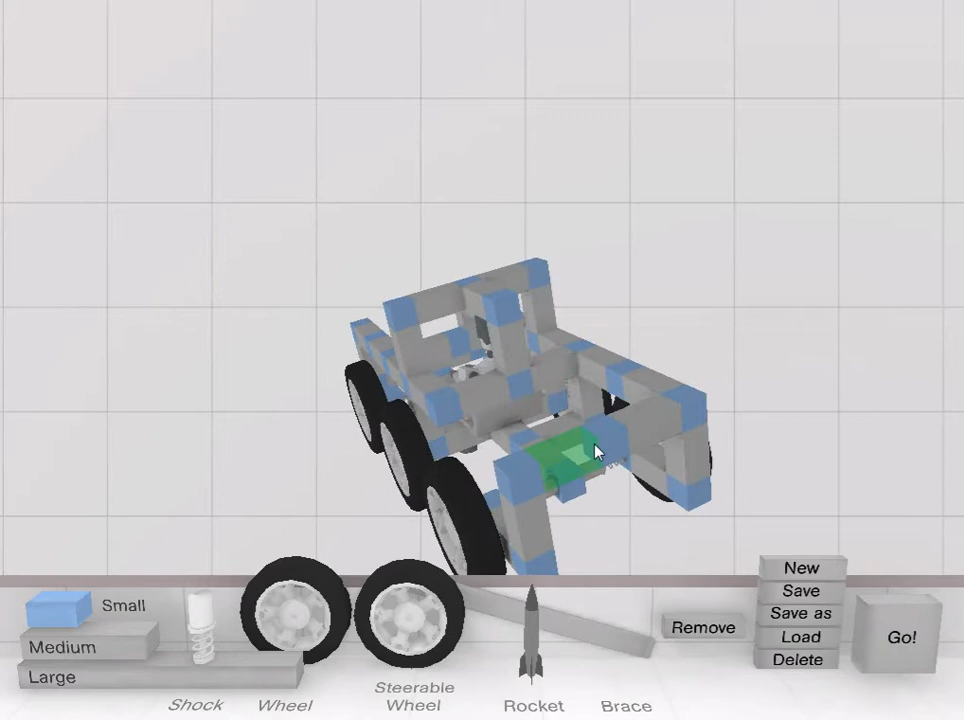 Small
Medium
Large
Shock
Wheel
Steerable
Wheel
Rocket
Brace
Remove
New
Save
Save as
Load
Delete
Go!